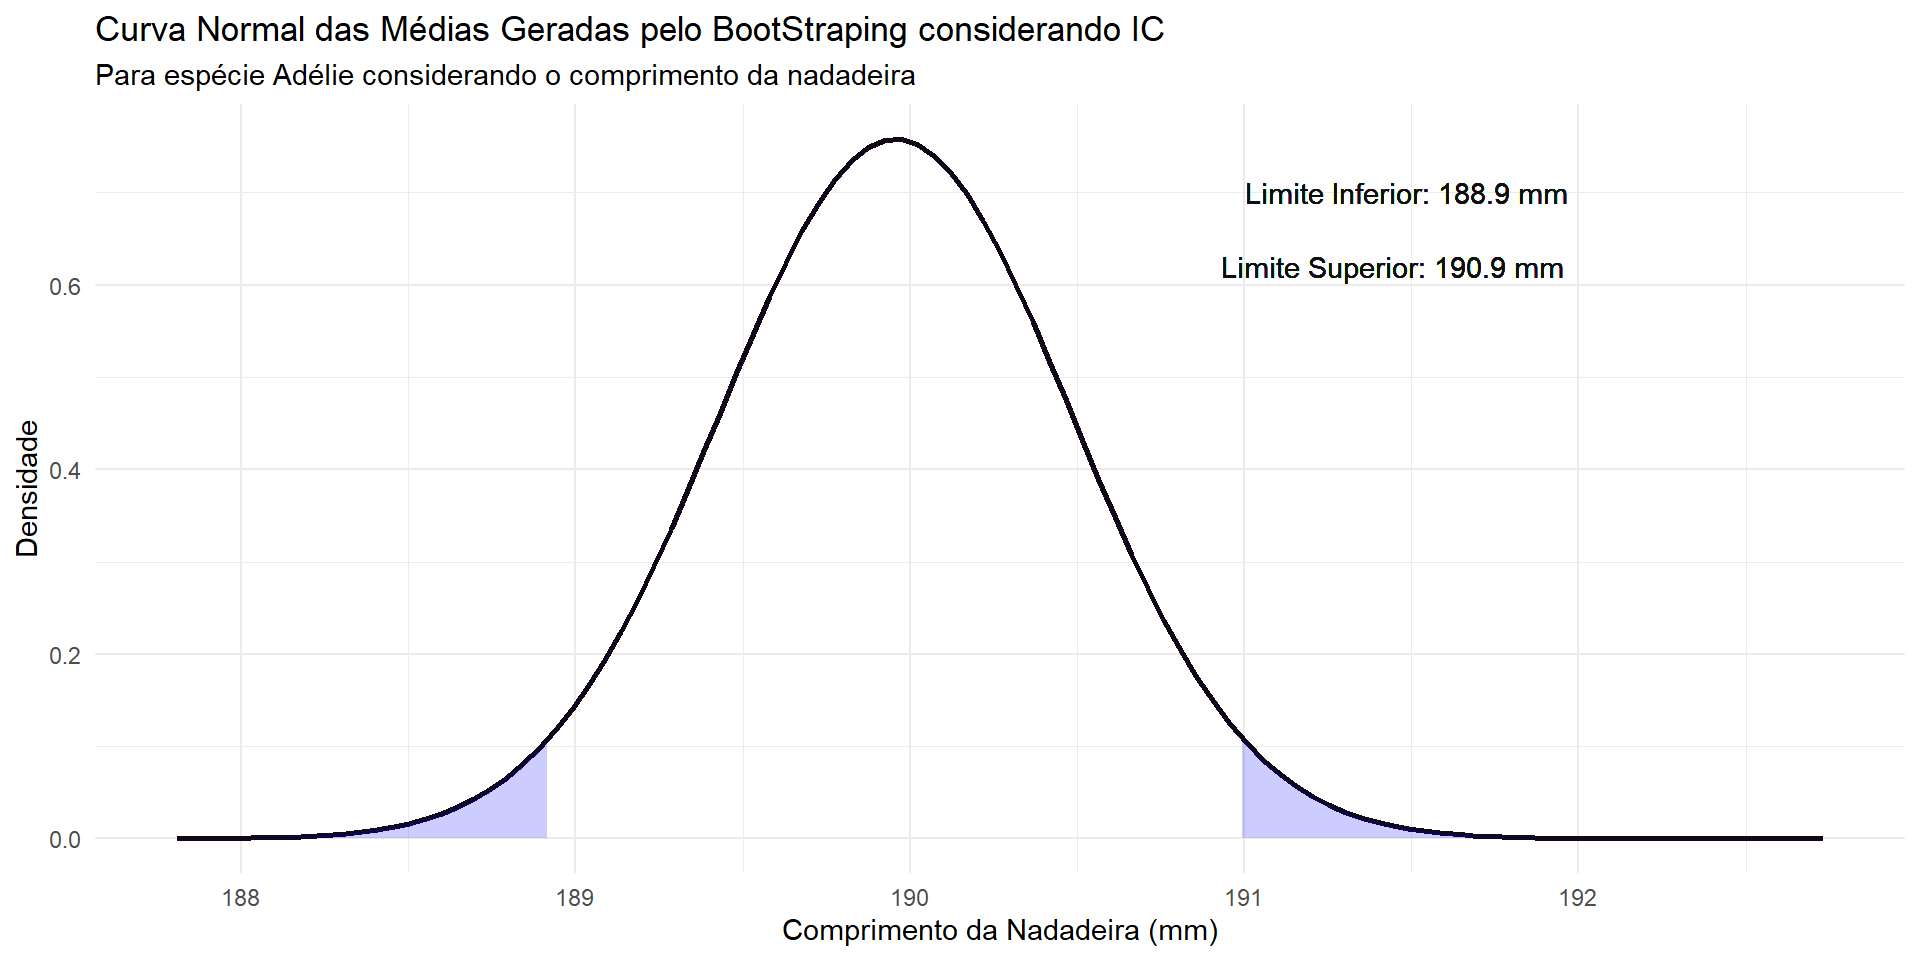 Curva Normal das Médias Geradas pelo BootStraping considerando IC
Para espécie Adélie considerando o comprimento da nadadeira
Limite Inferior: 188.9 mm
Limite Superior: 190.9 mm
Densidade
0.6
0.4
0.2
0.0
188 189 190 191 192
Comprimento da Nadadeira (mm)